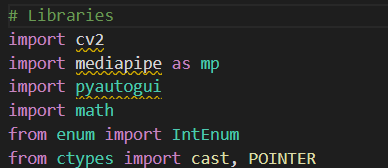 # Libraries
import cv2
import mediapipe as mp
import pyautogui
import math
from enum import IntEnum
from ctypes import cast, POINTER